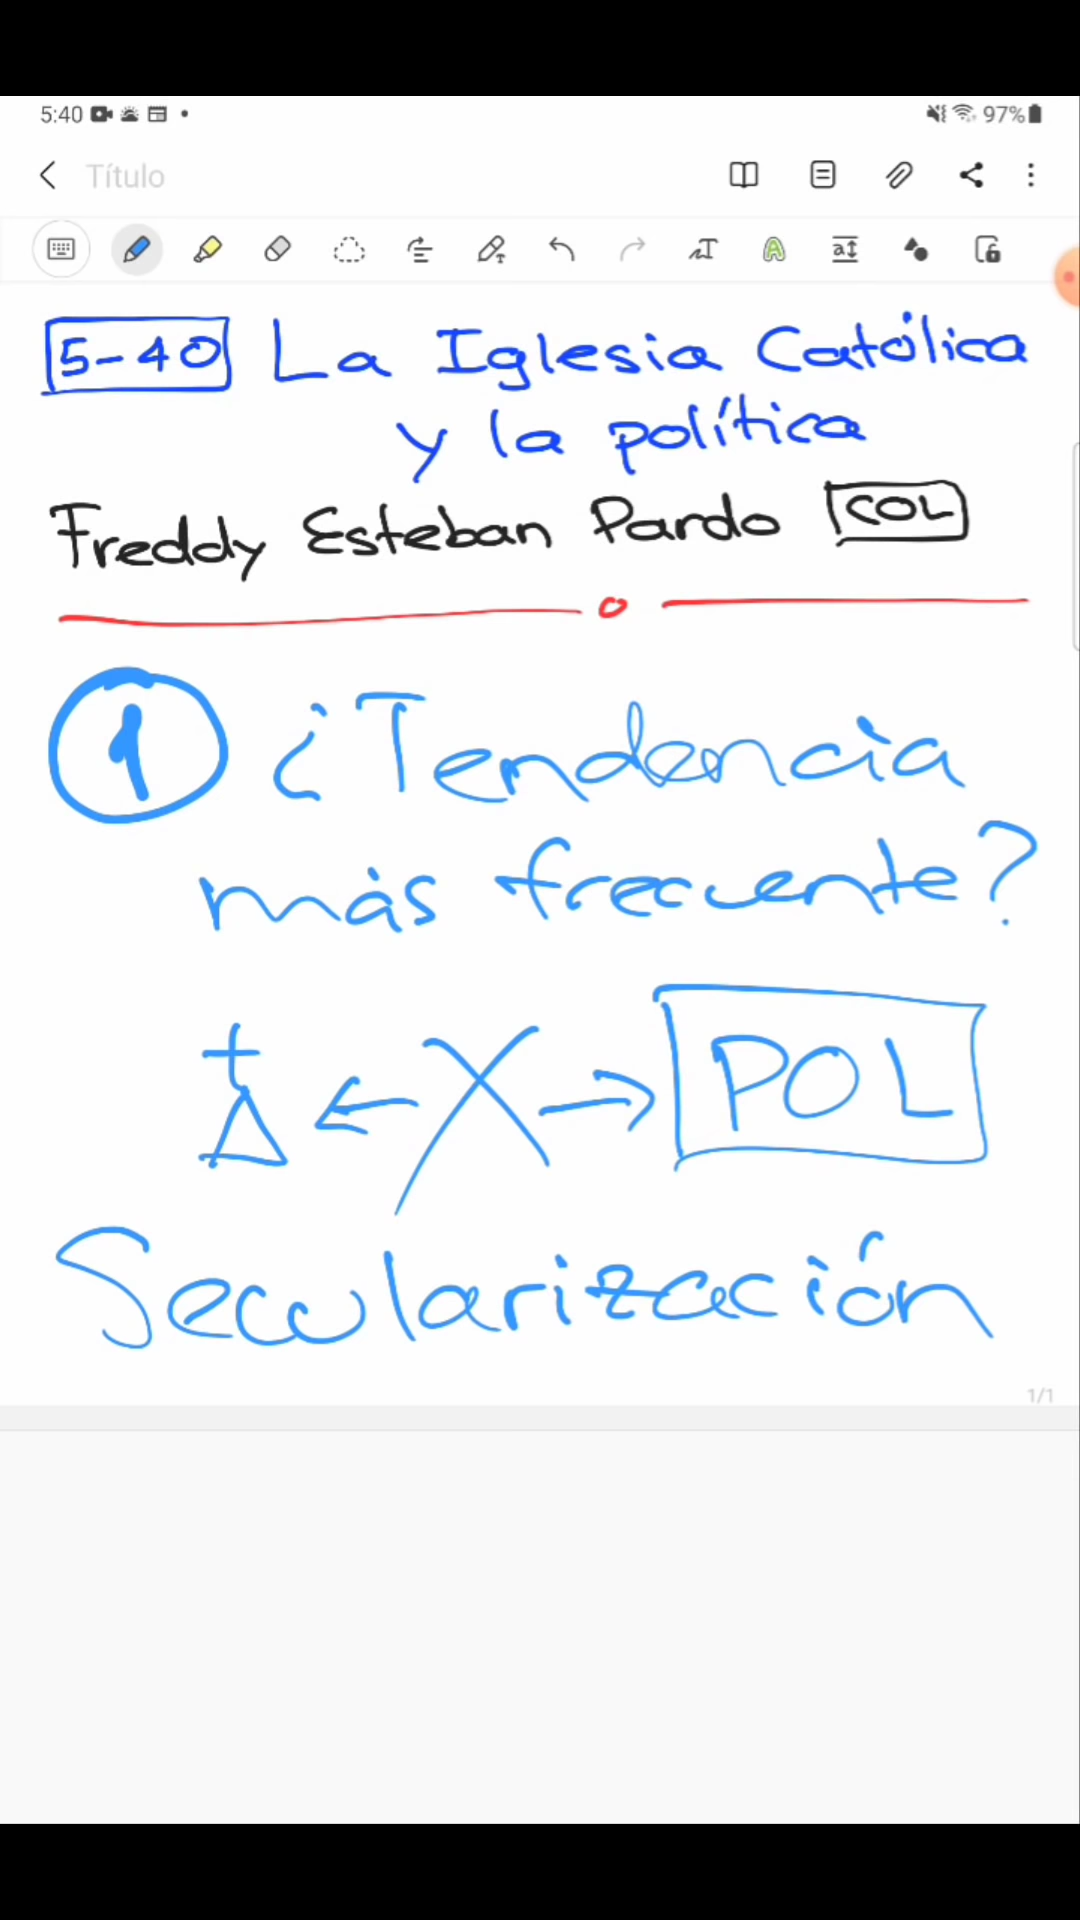 5:40
97%
Título
5-40 La Iglesia Católica
y la política
Freddy Esteban Pardo COL
1 ¿Tendencia
más frecuente?
POL
Secularización
1/1